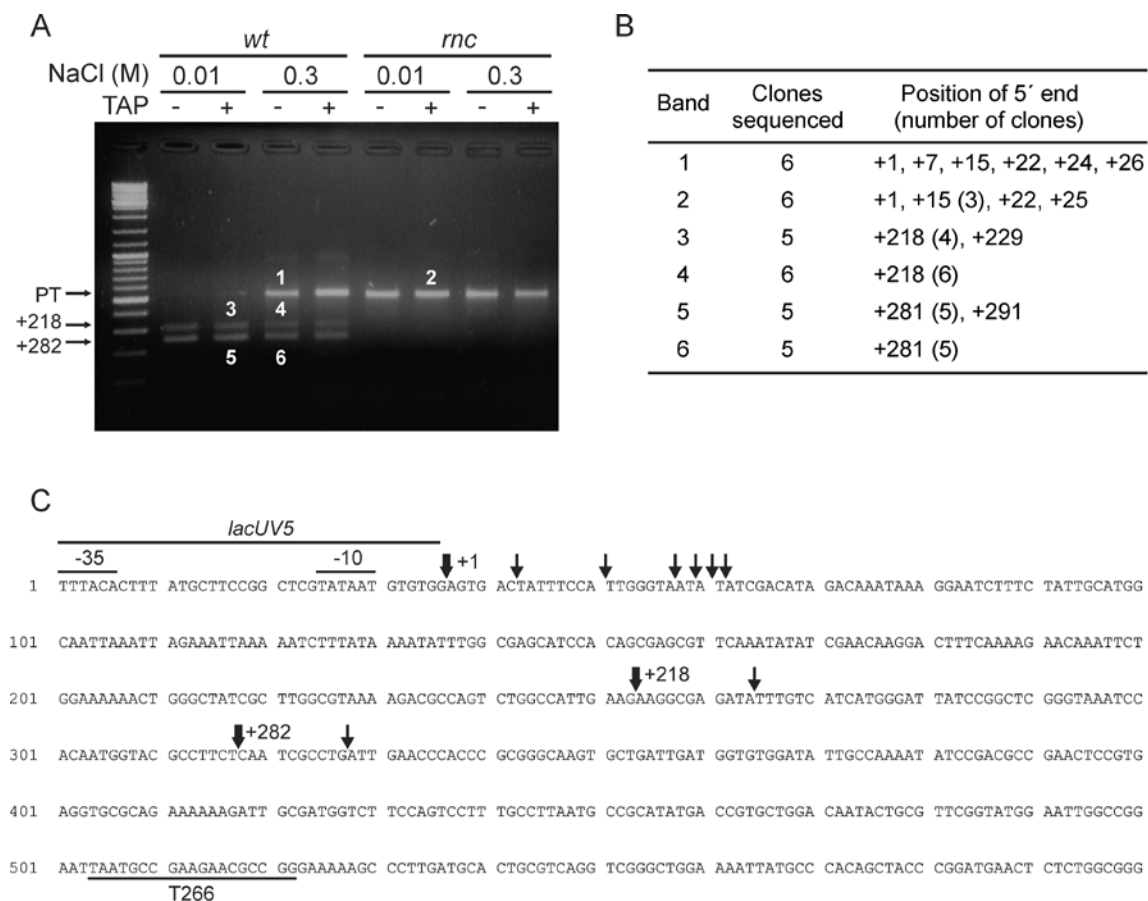 A
wt rnc
NaCl (M) 0.01 0.3 0.01 0.3
TAP - + - + - + - +
1 2
PT
3 4
+218
+282
5 6
B
Band Clones sequenced Position of 5´ end (number of clones)
1 6 +1, +7, +15, +22, +24, +26
2 6 +1, +15 (3), +22, +25
3 5 +218 (4), +229
4 6 +218 (6)
5 5 +281 (5), +291
6 5 +281 (5)
C
lacUV5
-35 -10 +1
1 TTTACACTTT ATGCTTCCGG CTCGTATAAT GTGTGGAGTG ACTATTTCCA TTGGGTAATA TATCGACATA GACAAATAAA GGAATCTTTC TATTGCATGG
101 CAATTAAATT AGAAATTAAA AATCTTTATA AAATATTTGG CGAGCATCCA CAGCGAGCGT TCAAATATAT CGAACAAGGA CTTTCAAAAG AACAAATTCT
+218
201 GGAAAAAACT GGGCTATCGC TTGGCGTAAA AGACGCCAGT CTGGCCATTG AAGAAGGCGA GATATTTGTC ATCATGGGAT TATCCGGCTC GGGTAAATCC
+282
301 ACAATGGTAC GCCTTCTCAA TCGCCTGATT GAACCCACCC GCGGGCAAGT GCTGATTGAT GGTGTGGATA TTGCCAAAAT ATCCGACGCC GAACTCCGTG
401 AGGTGCGCAG AAAAAAGATT GCGATGGTCT TCCAGTCCTT TGCCTTAATG CCGCATATGA CCGTGCTGGA CAATACTGCG TTCGGTATGG AATTGGCCGG
501 AATTAATGCC GAAGAACGCC GGGAAAAAGC CCTTGATGCA CTGCGTCAGG TCGGGCTGGA AAATTATGCC CACAGCTACC CGGATGAACT CTCTGGCGGG
T266